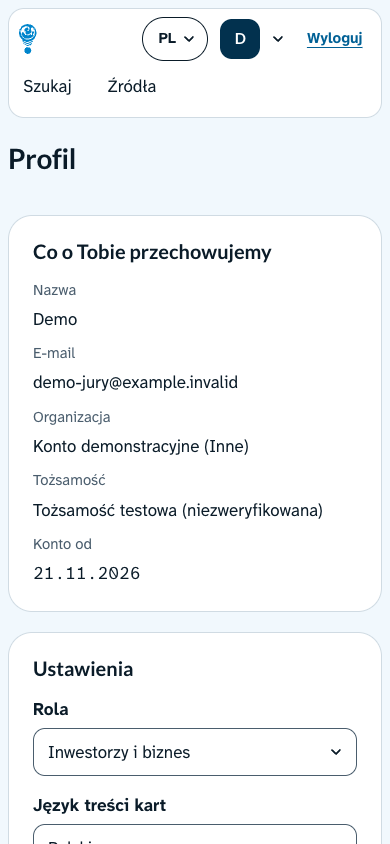 PL
D
Wyloguj
Szukaj
Źródła
Profil
Co o Tobie przechowujemy
Nazwa
Demo
E-mail
demo-jury@example.invalid
Organizacja
Konto demonstracyjne (Inne)
Tożsamość
Tożsamość testowa (niezweryfikowana)
Konto od
21.11.2026
Ustawienia
Rola
Inwestorzy i biznes
Język treści kart